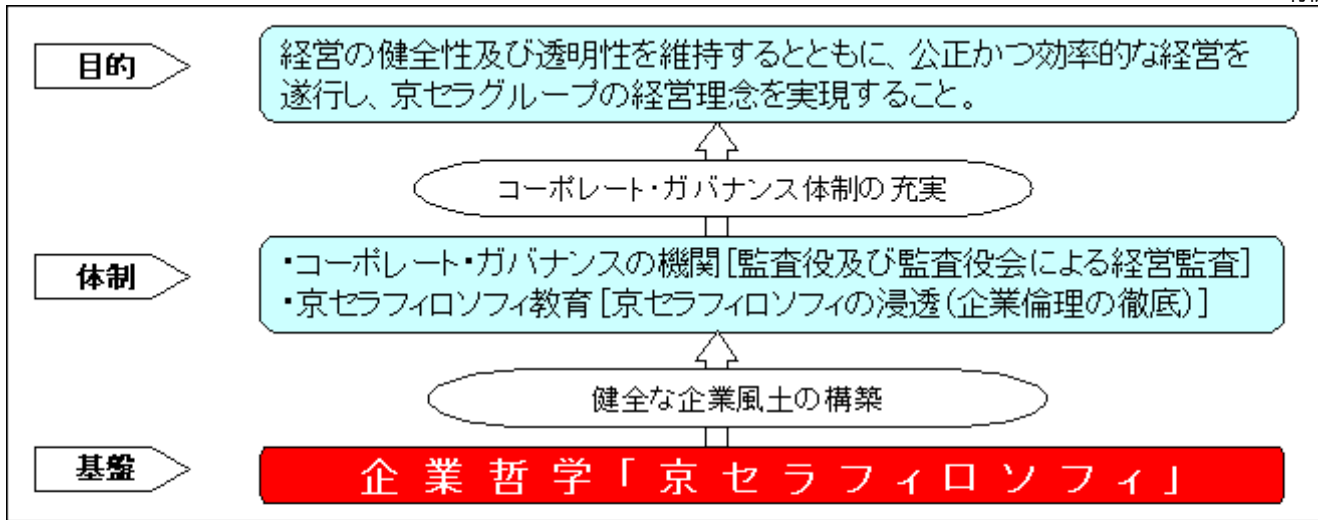 目的
経営の健全性及び透明性を維持するとともに、公正かつ効率的な経営を
遂行し、京セラグループの経営理念を実現すること。
コーポレート・ガバナンス体制の充実
体制
・コーポレート・ガバナンスの機関[監査役及び監査役会による経営監査]
・京セラフィロソフィ教育[京セラフィロソフィの浸透(企業倫理の徹底)]
健全な企業風土の構築
基盤
企業哲学「京セラフィロソフィ」